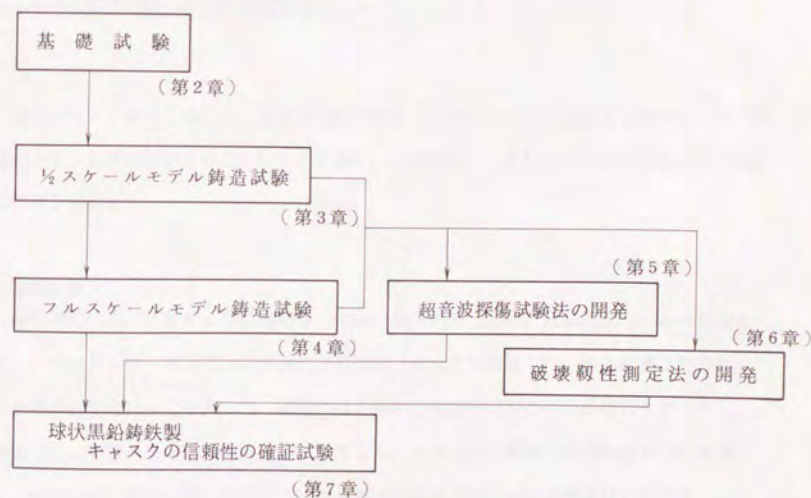 基礎試験
(第2章)
½スケールモデル鋳造試験
(第3章)
(第5章)
フルスケールモデル鋳造試験
超音波探傷試験法の開発
(第4章)
(第6章)
破壊靱性測定法の開発
球状黒鉛鋳鉄製
キャスクの信頼性の確証試験
(第7章)